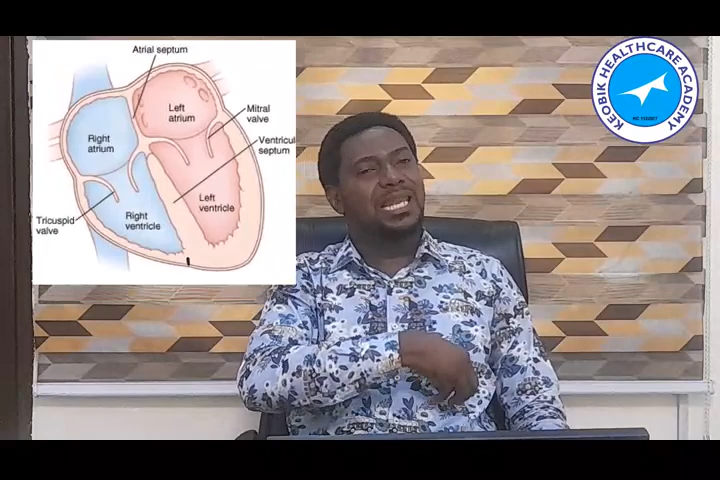 Atrial septum
Left
atrium
Mitral
valve
Right
atrium
Ventricul
septum
Left
ventricle
Tricuspid
valve
Right
ventricle
KEOBIK HEALTHCARE ACADEMY